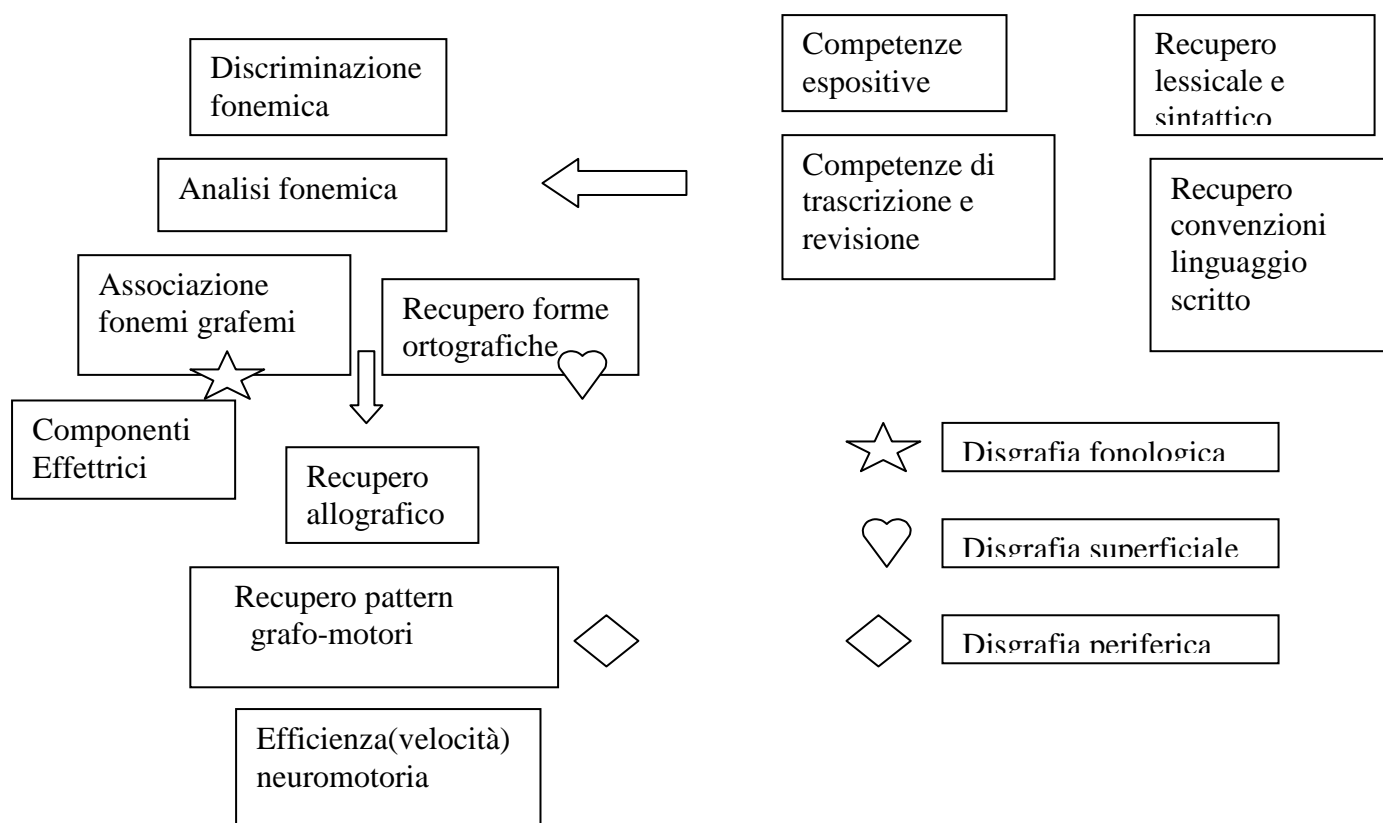 Discriminazione
fonemica
Analisi fonemica
Associazione
fonemi grafemi
Recupero forme
ortografiche
Componenti
Effettrici
Recupero
allografico
Recupero pattern
grafo-motori
Efficienza(velocità)
neuromotoria
Competenze
espositive
Competenze di
trascrizione e
revisione
Recupero
lessicale e
sintattico
Recupero
convenzioni
linguaggio
scritto
Disgrafia fonologica
Disgrafia superficiale
Disgrafia periferica